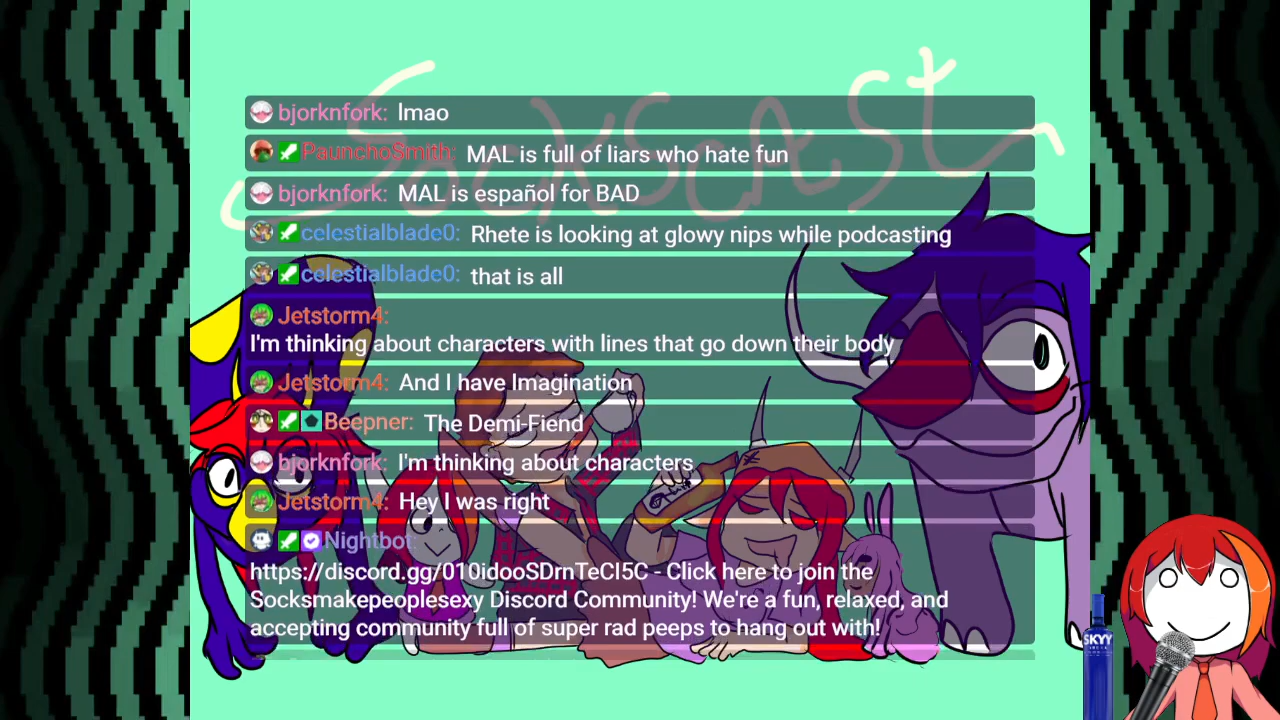 SocksCast
bjorknfork: lmao
PaunchoSmith: MAL is full of liars who hate fun
bjorknfork: MAL is español for BAD
celestialblade0: Rhete is looking at glowy nips while podcasting
celestialblade0: that is all
Jetstorm4:
I'm thinking about characters with lines that go down their body
Jetstorm4: And I have Imagination
Beepner: The Demi-Fiend
bjorknfork: I'm thinking about characters
Jetstorm4: Hey I was right
Nightbot:
https://discord.gg/010idooSDrnTeCI5C - Click here to join the
Socksmakepeoplesexy Discord Community! We're a fun, relaxed, and
accepting community full of super rad peeps to hang out with!
SKYY